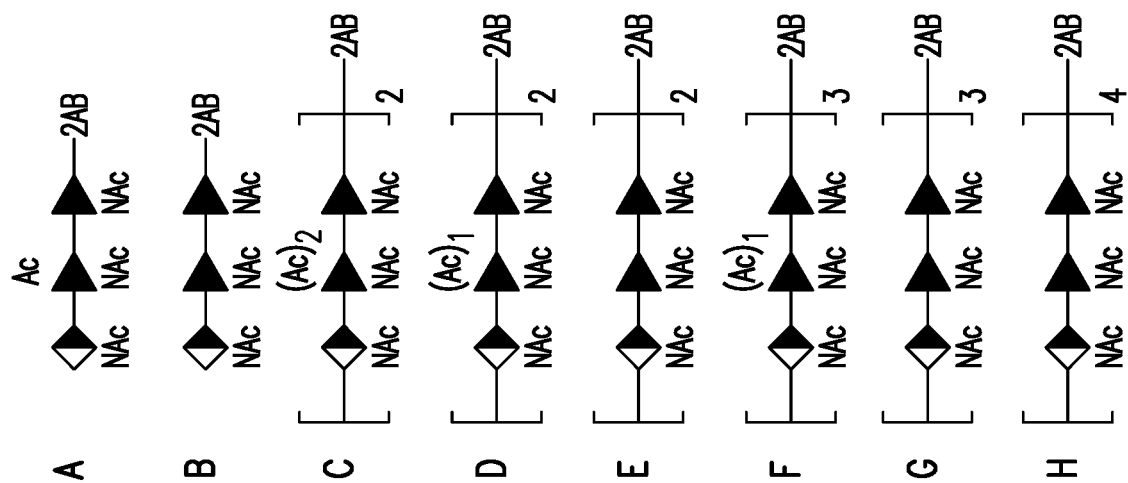 Ac
A 2AB
NAc NAc NAc
B 2AB
NAc NAc NAc
(Ac)2
C 2AB
NAc NAc NAc 2
(Ac)1
D 2AB
NAc NAc NAc 2
E 2AB
NAc NAc NAc 2
(Ac)1
F 2AB
NAc NAc NAc 3
G 2AB
NAc NAc NAc 3
H 2AB
NAc NAc NAc 4